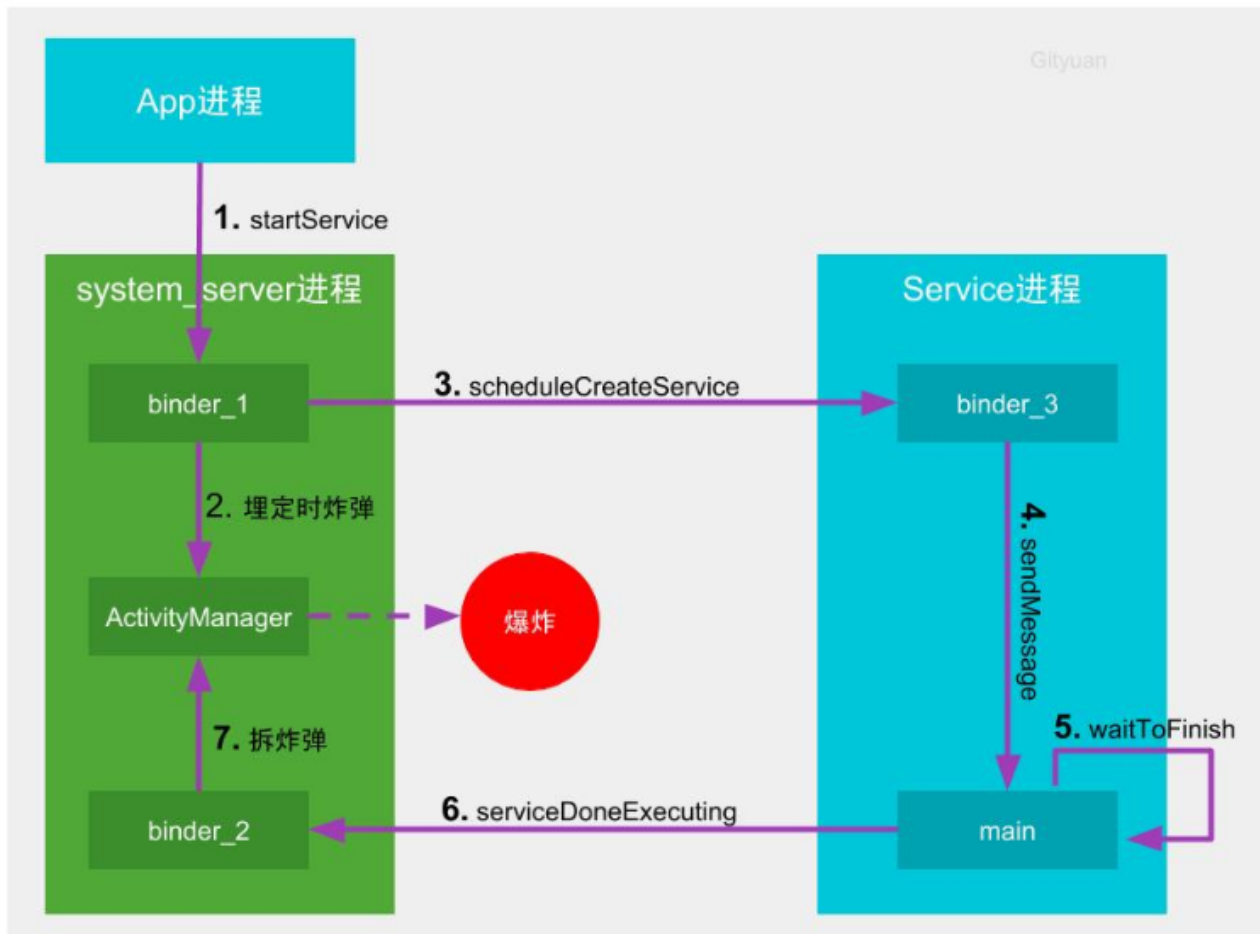 Gityuan
App进程
1. startService
system_server进程
Service进程
binder_1
3. scheduleCreateService
binder_3
2. 埋定时炸弹
4. sendMessage
ActivityManager
爆炸
7. 拆炸弹
5. waitToFinish
binder_2
6. serviceDoneExecuting
main